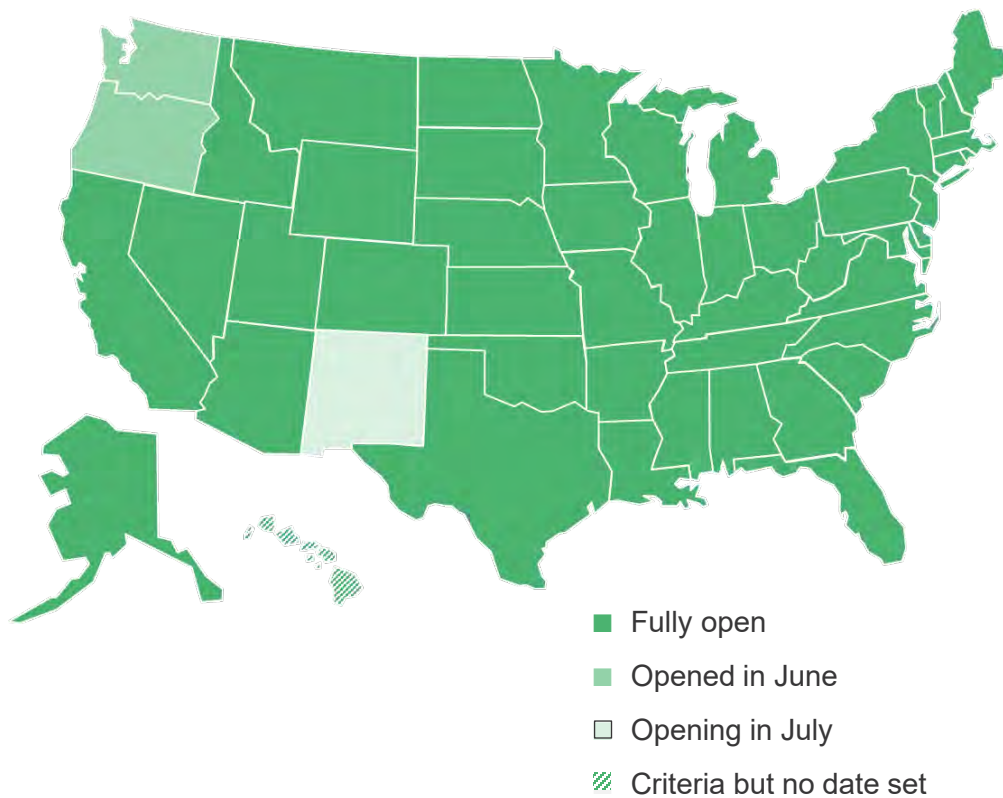 Fully open
Opened in June
Opening in July
Criteria but no date set